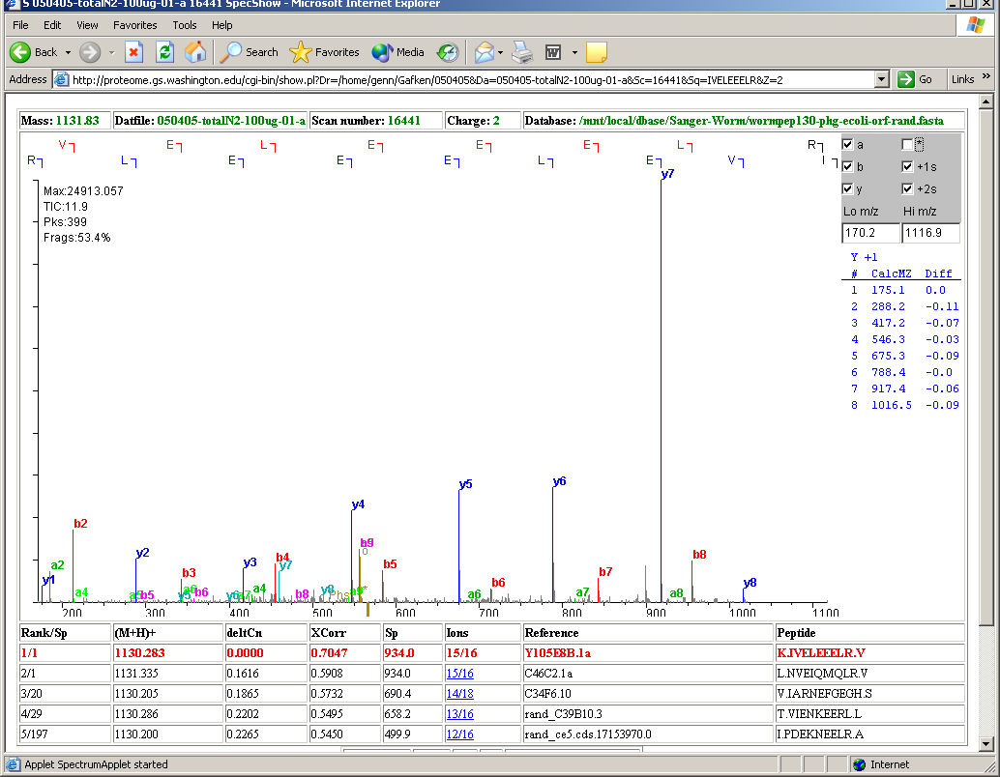 S 050405-totalN2-100ug-01-a 16441 SpecShow - Microsoft Internet Explorer
File Edit View Favorites Tools Help
Back Search Favorites Media
Address http://proteome.gs.washington.edu/cgi-bin/show.pl?Dr=/home/genn/Gafken/050405&Da=050405-totalN2-100ug-01-a&Sc=16441&Sq=IVELEEELR&Z=2 Go Links »
Mass: 1131.83 Datfile: 050405-totalN2-100ug-01-a Scan number: 16441 Charge: 2 Database: /mnt/local/dbase/Sanger-Worm/wormpep130-phg-ecoli-orf-rand.fasta
V E L E E E L R
R L E E E L E V I
a *
b +1s
y +2s
Lo m/z Hi m/z
170.2 1116.9
Max:24913.057
TIC:11.9
Pks:399
Frags:53.4%
Y +1
# CalcMZ Diff
1 175.1 0.0
2 288.2 -0.11
3 417.2 -0.07
4 546.3 -0.03
5 675.3 -0.09
6 788.4 -0.0
7 917.4 -0.06
8 1016.5 -0.09
y7
y5 y6
y4
b2
b9
y2 y3 b4 y7 b5 b7 b8
a2 b3 b6 y8
y1 a4 b5 y5 a6 b6 y6 a7 a4 b8 y8 a9* a6 a7 a8
200 300 400 500 600 700 800 900 1000 1100
Rank/Sp (M+H)+ deltCn XCorr Sp Ions Reference Peptide
1/1 1130.283 0.0000 0.7047 934.0 15/16 Y105E8B.1a K.IVELEEELR.V
2/1 1131.335 0.1616 0.5908 934.0 15/16 C46C2.1a L.NVEIQMQLR.V
3/20 1130.205 0.1865 0.5732 690.4 14/18 C34F6.10 V.IARNEFGEGH.S
4/29 1130.286 0.2202 0.5495 658.2 13/16 rand_C39B10.3 T.VIENKEERL.L
5/197 1130.200 0.2265 0.5450 499.9 12/16 rand_ce5.cds.17153970.0 I.PDEKNEELR.A
Applet SpectrumApplet started Internet